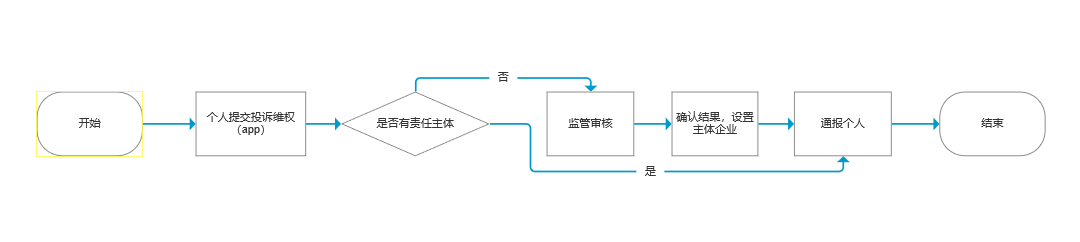 否
开始
个人提交投诉维权
（app）
是否有责任主体
监管审核
确认结果，设置
主体企业
通报个人
结束
是